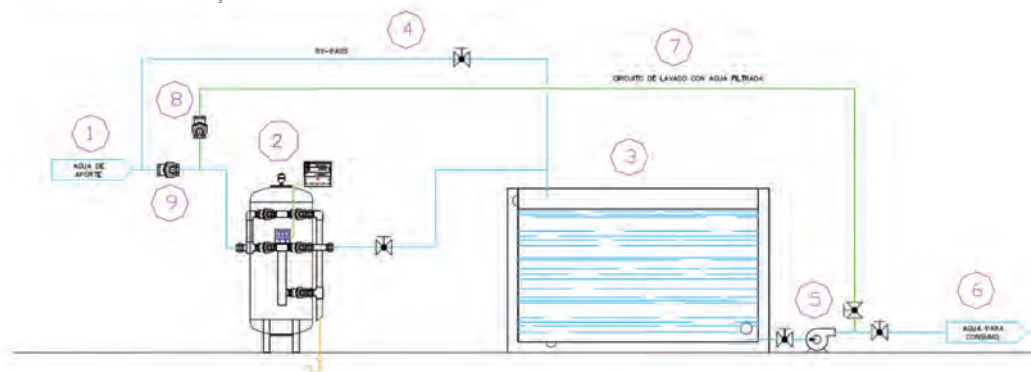 4
BY-PASS
7
CIRCUITO DE LAVADO CON AGUA FILTRADA
8
1
2
3
AGUA DE
APORTE
9
5
6
AGUA PARA
CONSUMO